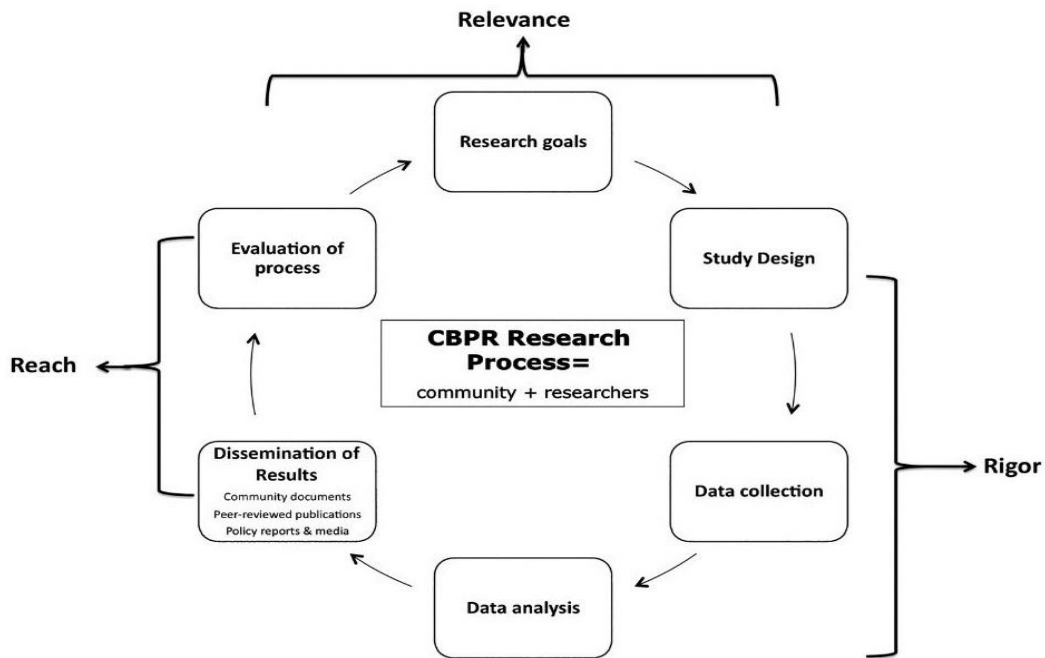 Relevance
Research goals
Evaluation of
process
Study Design
CBPR Research
Process=
community + researchers
Reach
Dissemination of
Results
Community documents
Peer-reviewed publications
Policy reports & media
Data collection
Rigor
Data analysis